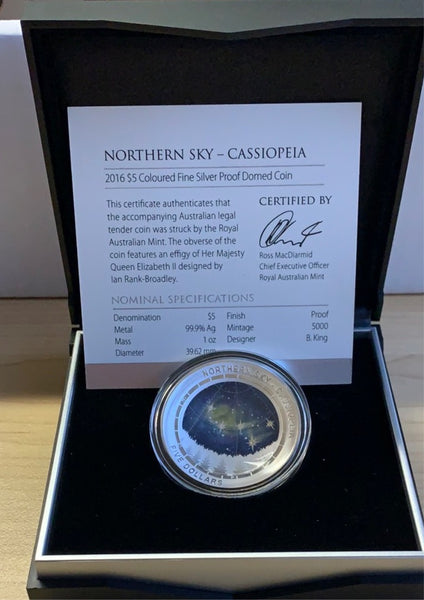 NORTHERN SKY – CASSIOPEIA
2016 $5 Coloured Fine Silver Proof Domed Coin
This certificate authenticates that
the accompanying Australian legal
tender coin was struck by the Royal
Australian Mint. The obverse of the
coin features an effigy of Her Majesty
Queen Elizabeth II designed by
Ian Rank-Broadley.
CERTIFIED BY
Ross MacDiarmid
Chief Executive Officer
Royal Australian Mint
NOMINAL SPECIFICATIONS
Denomination $5 Finish Proof
Metal 99.9% Ag Mintage 5000
Mass 1 oz Designer B. King
Diameter 39.62 mm
NORTHERN SKY – CASSIOPEIA
FIVE DOLLARS